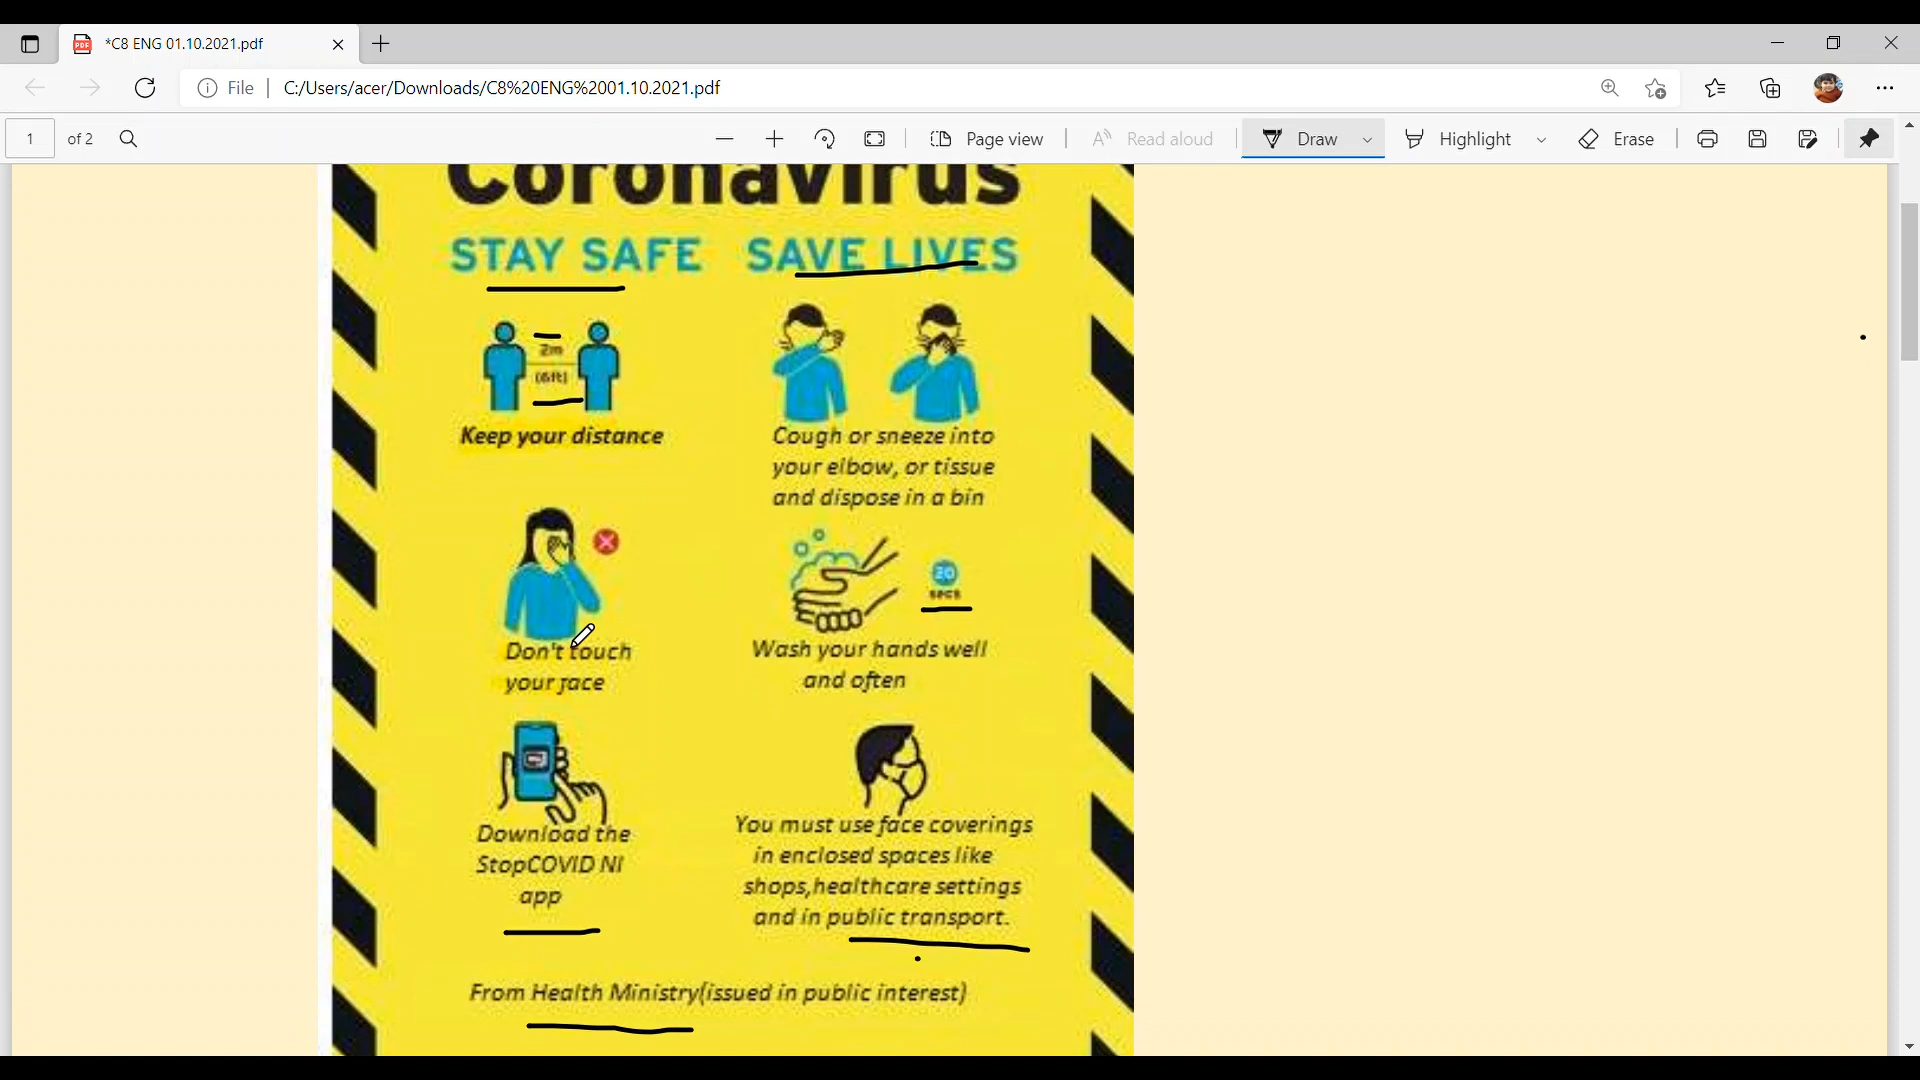 *C8 ENG 01.10.2021.pdf
File
C:/Users/acer/Downloads/C8%20ENG%2001.10.2021.pdf
1 of 2
Page view
Read aloud
Draw
Highlight
Erase
Coronavirus
STAY SAFE SAVE LIVES
2m
(6ft)
Keep your distance
Cough or sneeze into
your elbow, or tissue
and dispose in a bin
20
secs
Don't touch
your face
Wash your hands well
and often
Download the
StopCOVID NI
app
You must use face coverings
in enclosed spaces like
shops,healthcare settings
and in public transport.
From Health Ministry(issued in public interest)